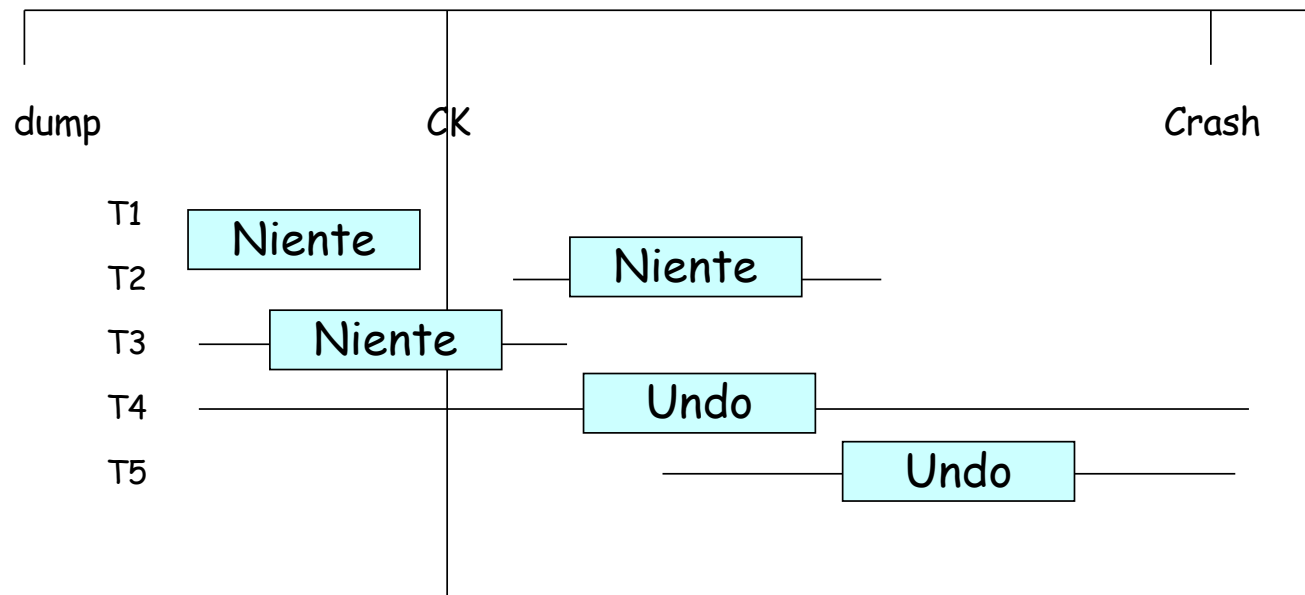 dump CK Crash
T1 Niente
T2 Niente
T3 Niente
T4 Undo
T5 Undo